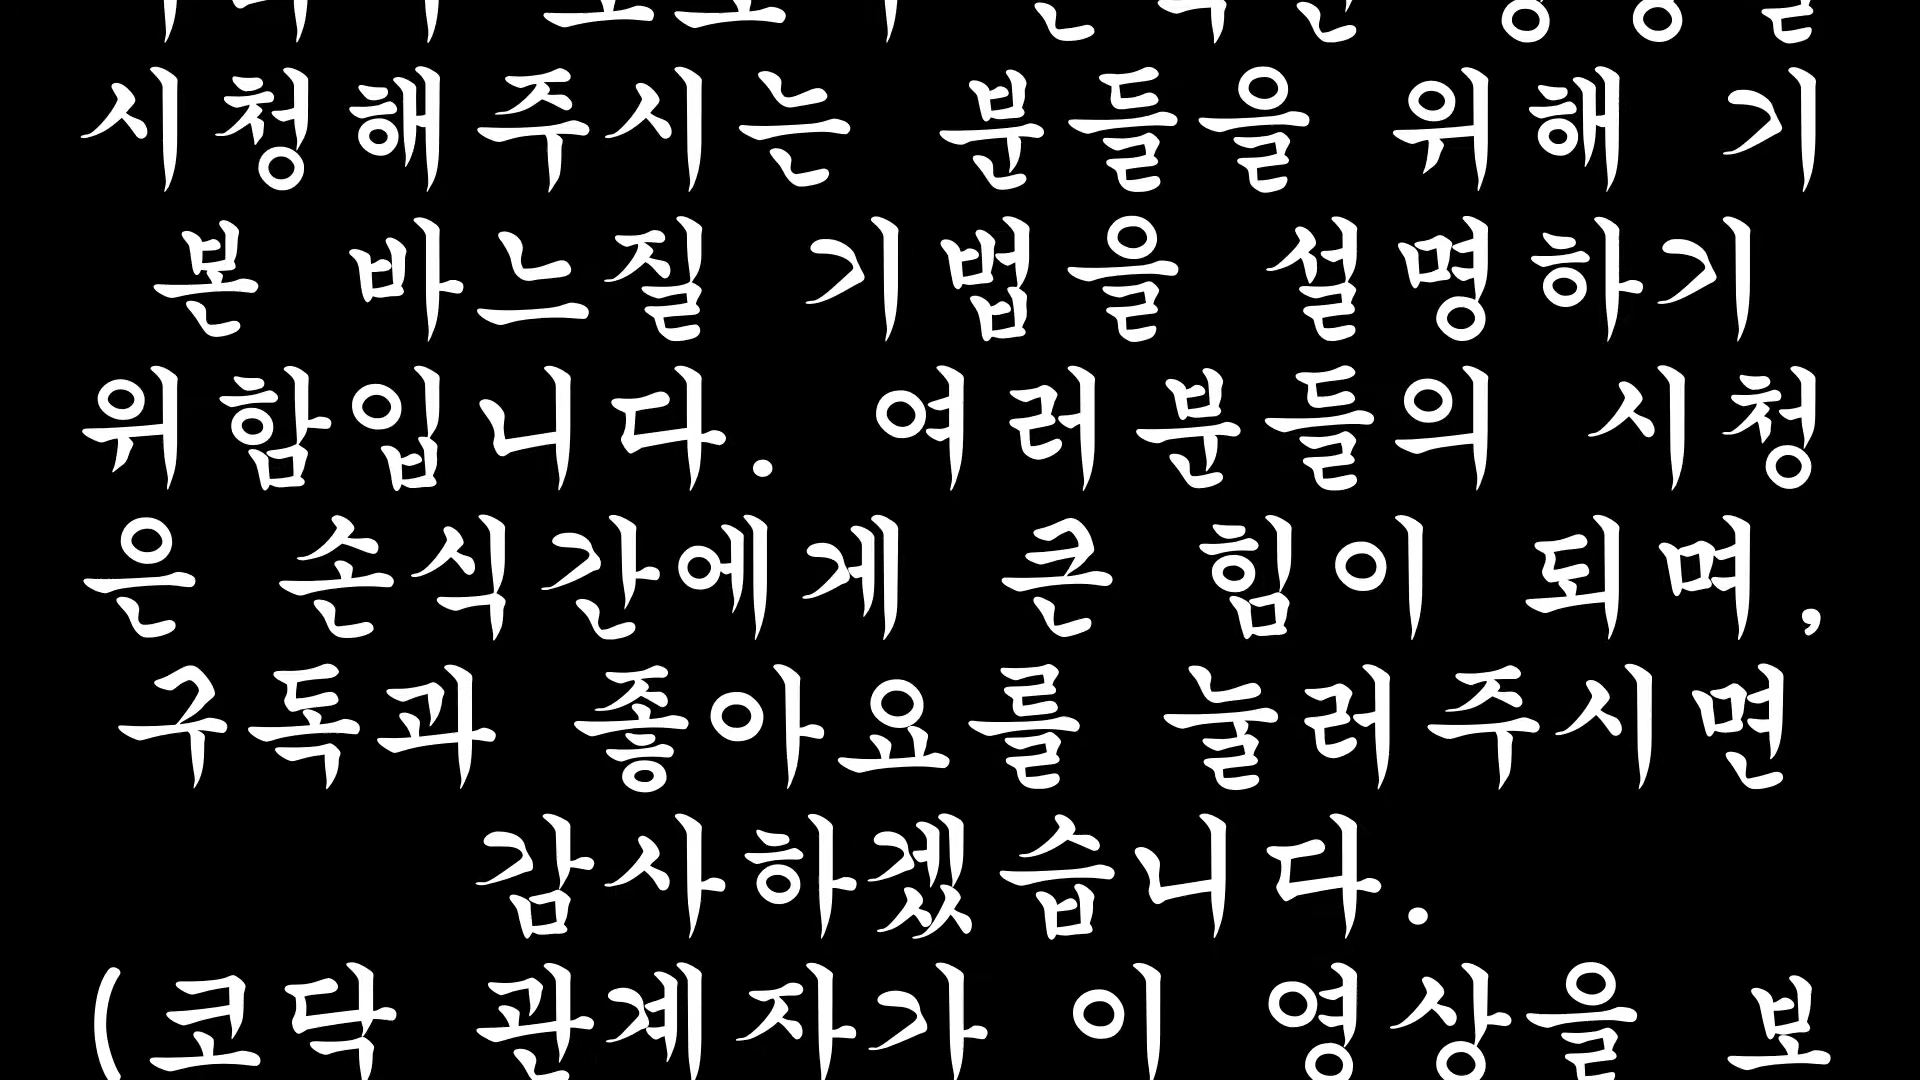 시청해주시는 분들을 위해 기
본 바느질 기법을 설명하기
위함입니다. 여러분들의 시청
은 손식간에게 큰 힘이 되며,
구독과 좋아요를 눌러주시면
감사하겠습니다.
(코닥 관계자가 이 영상을 보